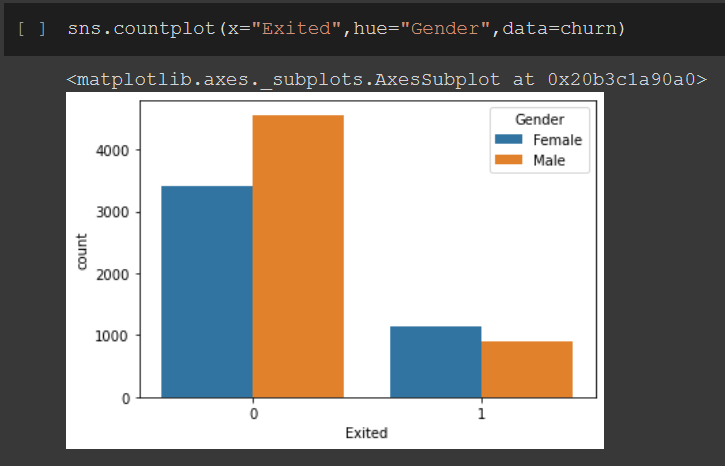 [ ] sns.countplot(x="Exited",hue="Gender",data=churn)
<matplotlib.axes._subplots.AxesSubplot at 0x20b3c1a90a0>
Gender
Female
Male
4000
3000
2000
1000
0
count
0 1
Exited